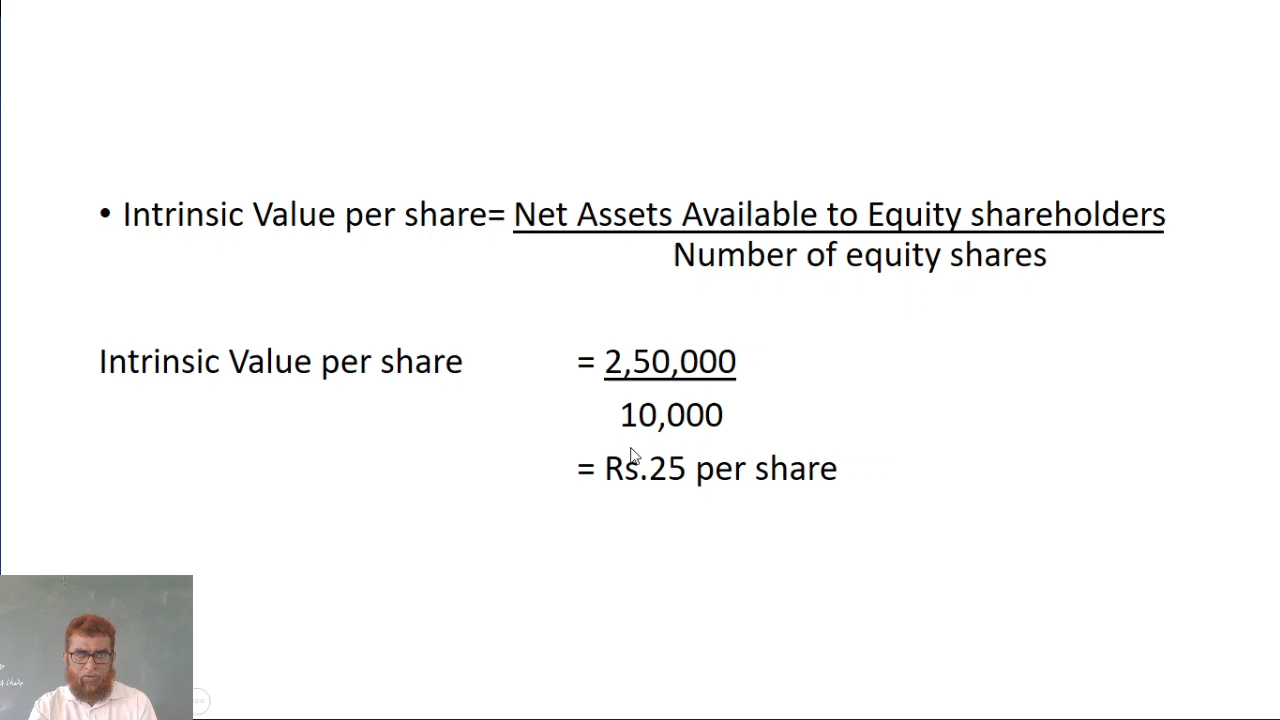 • Intrinsic Value per share= Net Assets Available to Equity shareholders
Number of equity shares
Intrinsic Value per share = 2,50,000
10,000
= Rs.25 per share